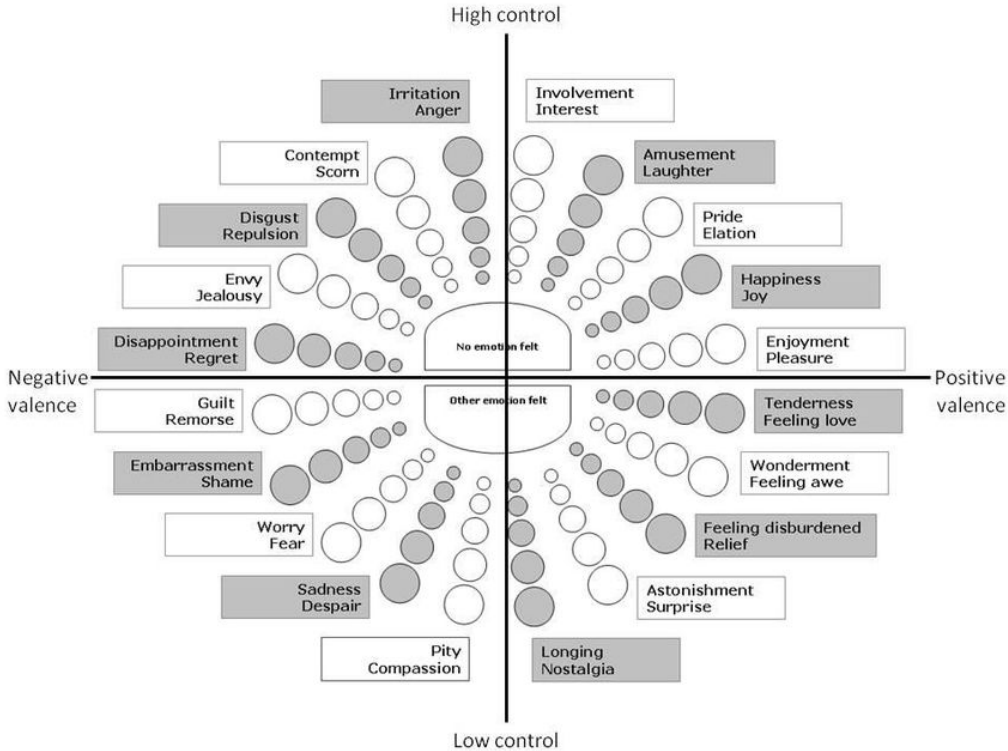 High control
Irritation
Anger
Involvement
Interest
Contempt
Scorn
Amusement
Laughter
Disgust
Repulsion
Pride
Elation
Envy
Jealousy
Happiness
Joy
Disappointment
Regret
No emotion felt
Enjoyment
Pleasure
Negative
valence
Positive
valence
Guilt
Remorse
Other emotion felt
Tenderness
Feeling love
Embarrassment
Shame
Wonderment
Feeling awe
Worry
Fear
Feeling disburdened
Relief
Sadness
Despair
Astonishment
Surprise
Pity
Compassion
Longing
Nostalgia
Low control